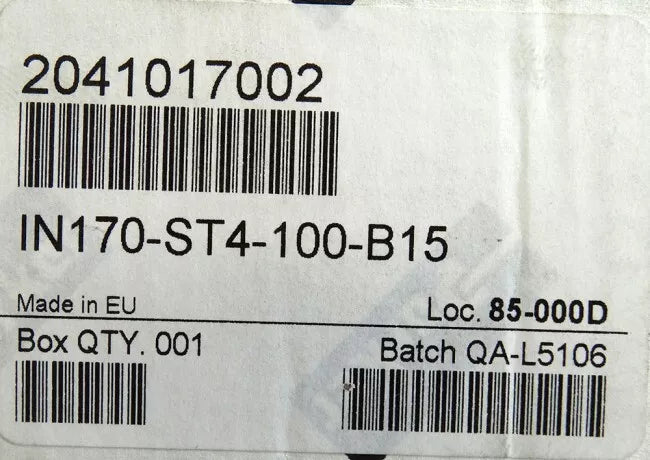 2041017002
IN170-ST4-100-B15
Made in EU
Loc. 85-000D
Box QTY. 001
Batch QA-L5106